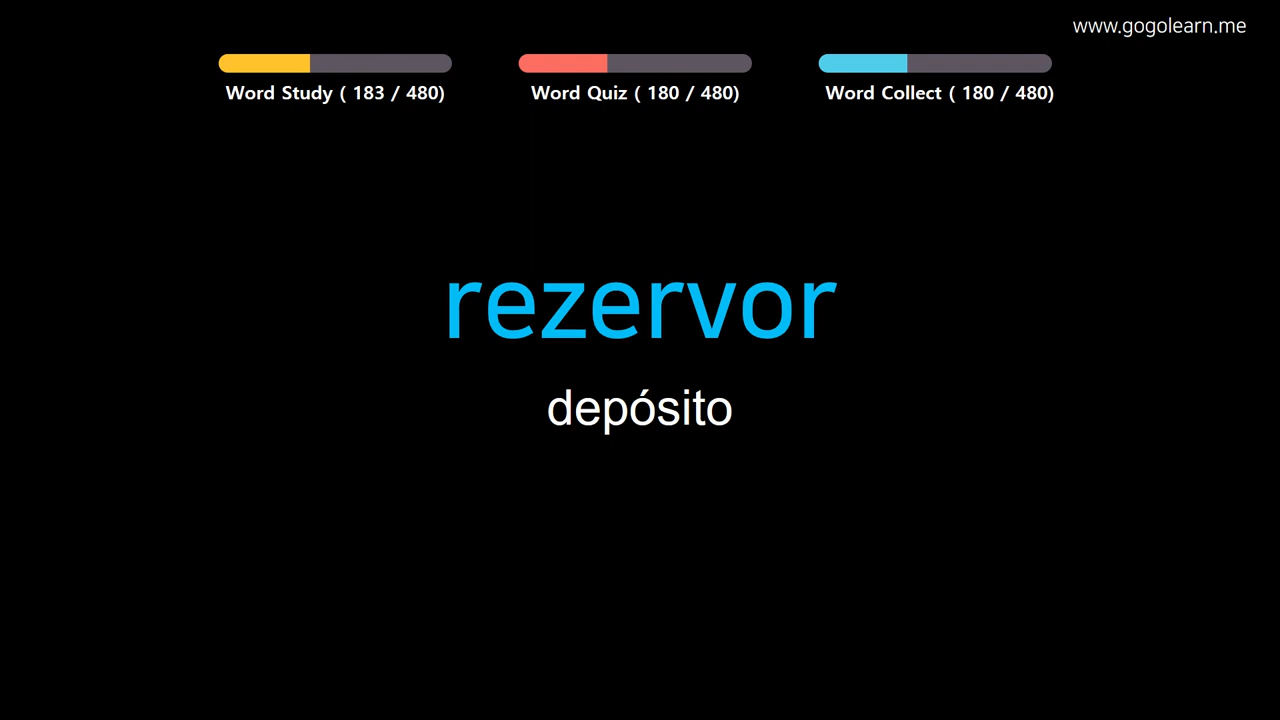 www.gogolearn.me
Word Study ( 183 / 480)
Word Quiz ( 180 / 480)
Word Collect ( 180 / 480)
rezervor
depósito